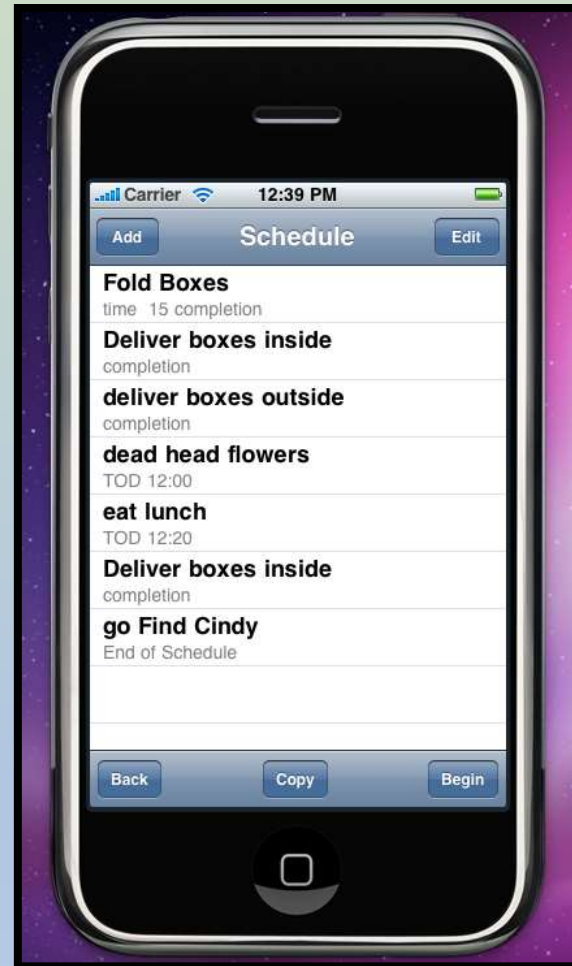 Carrier 12:39 PM
Add Schedule Edit
Fold Boxes
time 15 completion
Deliver boxes inside
completion
deliver boxes outside
completion
dead head flowers
TOD 12:00
eat lunch
TOD 12:20
Deliver boxes inside
completion
go Find Cindy
End of Schedule
Back Copy Begin